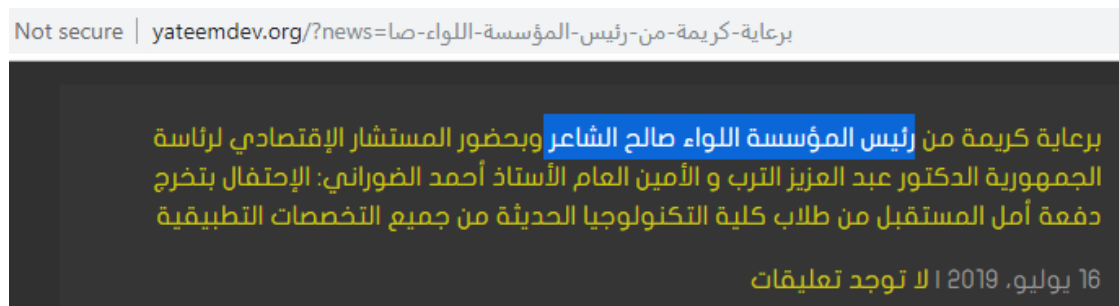 Not secure | yateemdev.org/?news=برعاية-كريمة-من-رئيس-المؤسسة-اللواء-صا
برعاية كريمة من رئيس المؤسسة اللواء صالح الشاعر وبحضور المستشار الإقتصادي لرئاسة
الجمهورية الدكتور عبد العزيز الترب و الأمين العام الأستاذ أحمد الضوراني: الإحتفال بتخرج
دفعة أمل المستقبل من طلاب كلية التكنولوجيا الحديثة من جميع التخصصات التطبيقية
16 يوليو، 2019 | لا توجد تعليقات